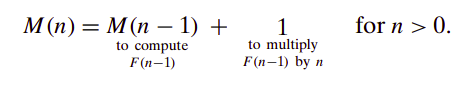 M(n) = M(n − 1) + 1 for n > 0.
to compute to multiply
F(n−1) F(n−1) by n